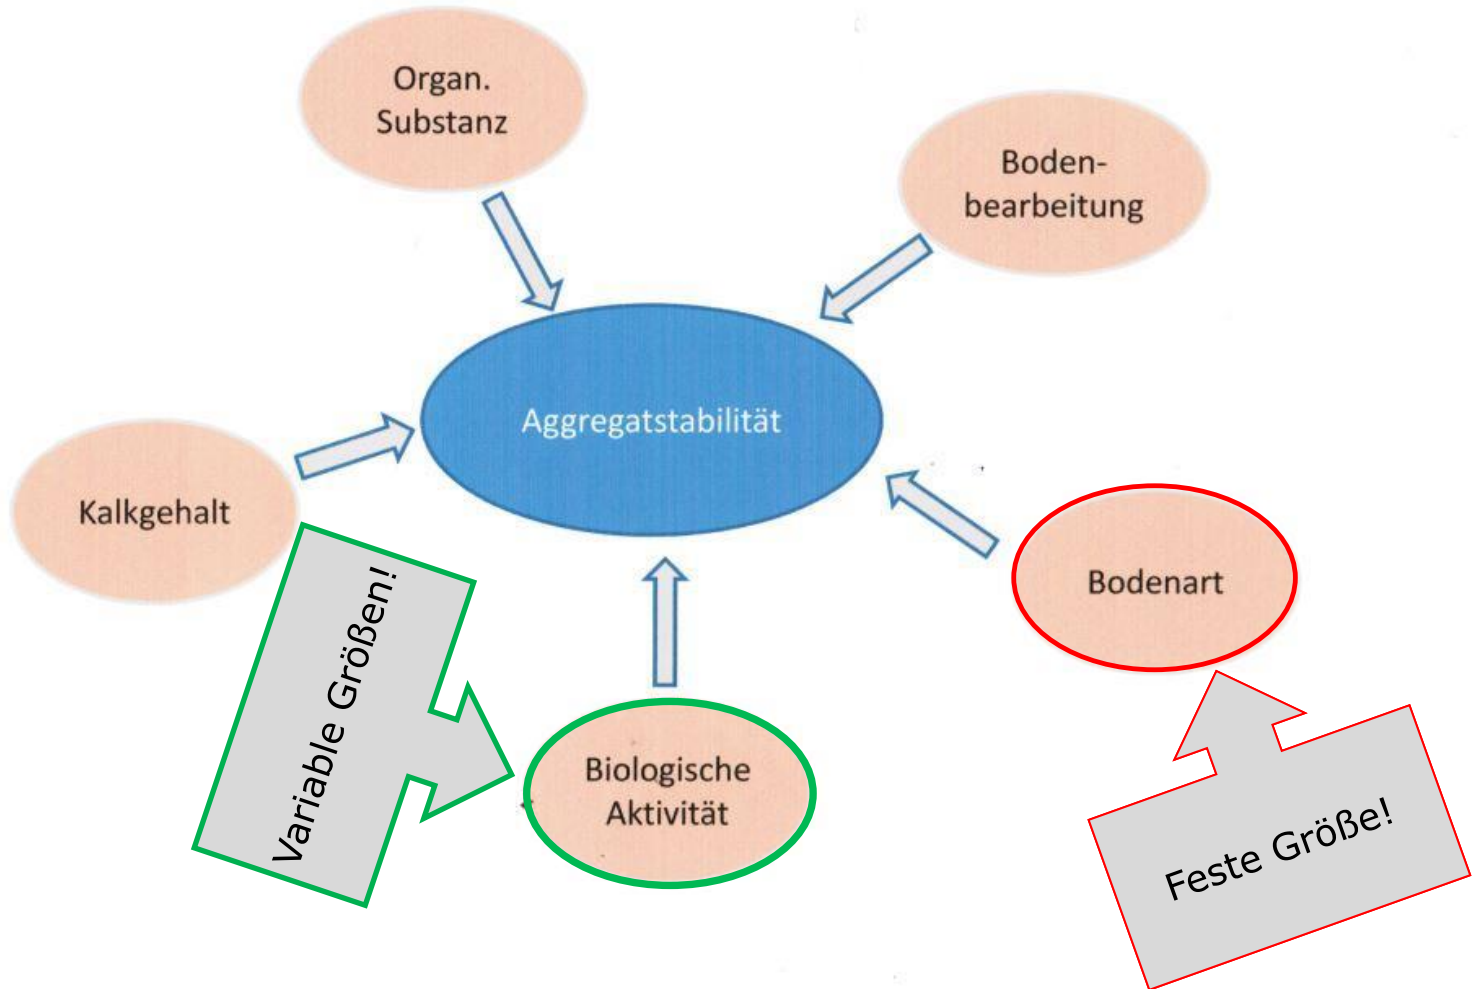 Organ.
Substanz
Boden-
bearbeitung
Aggregatstabilität
Kalkgehalt
Bodenart
Variable Größen!
Biologische
Aktivität
Feste Größe!